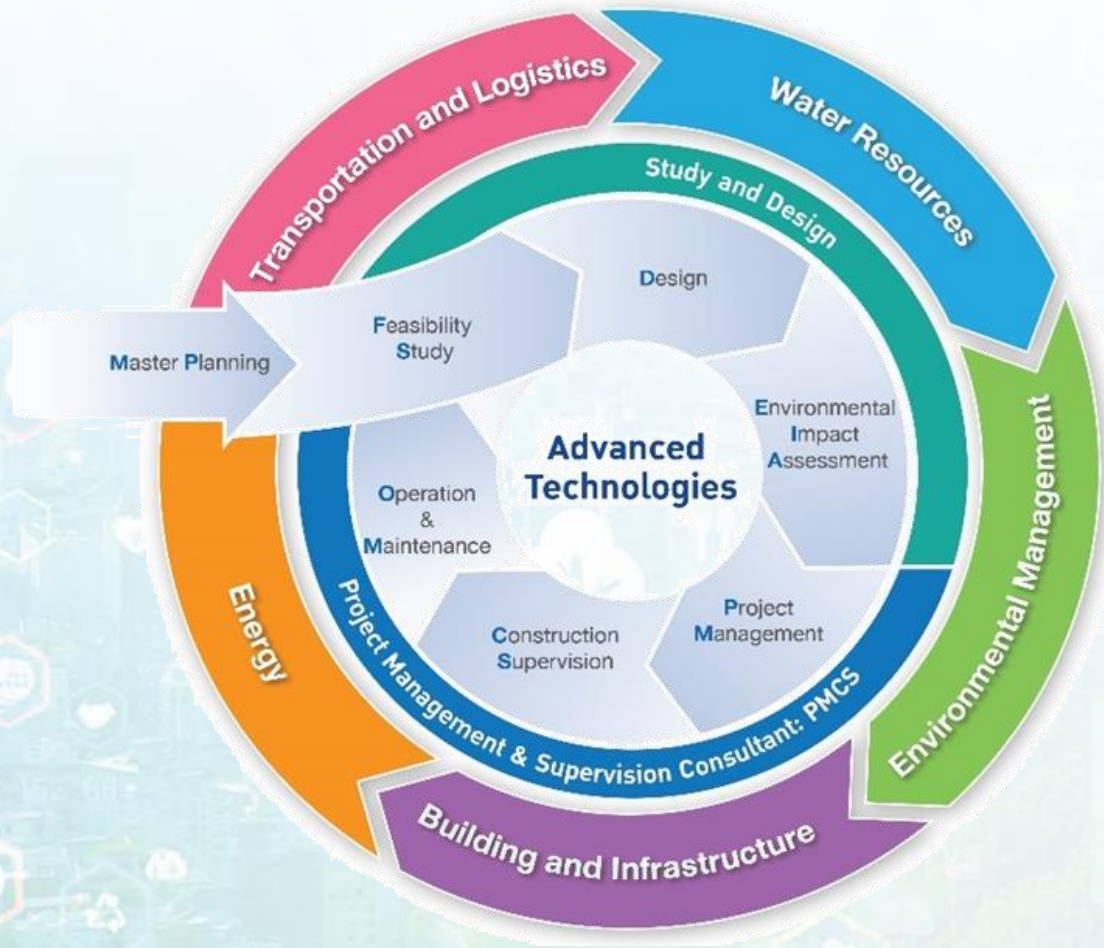 Transportation and Logistics
Water Resources
Study and Design
Design
Feasibility
Study
Master Planning
Environmental
Impact
Assessment
Advanced
Technologies
Operation
&
Maintenance
Project
Management
Construction
Supervision
Project Management & Supervision Consultant: PMCS
Environmental Management
Energy
Building and Infrastructure